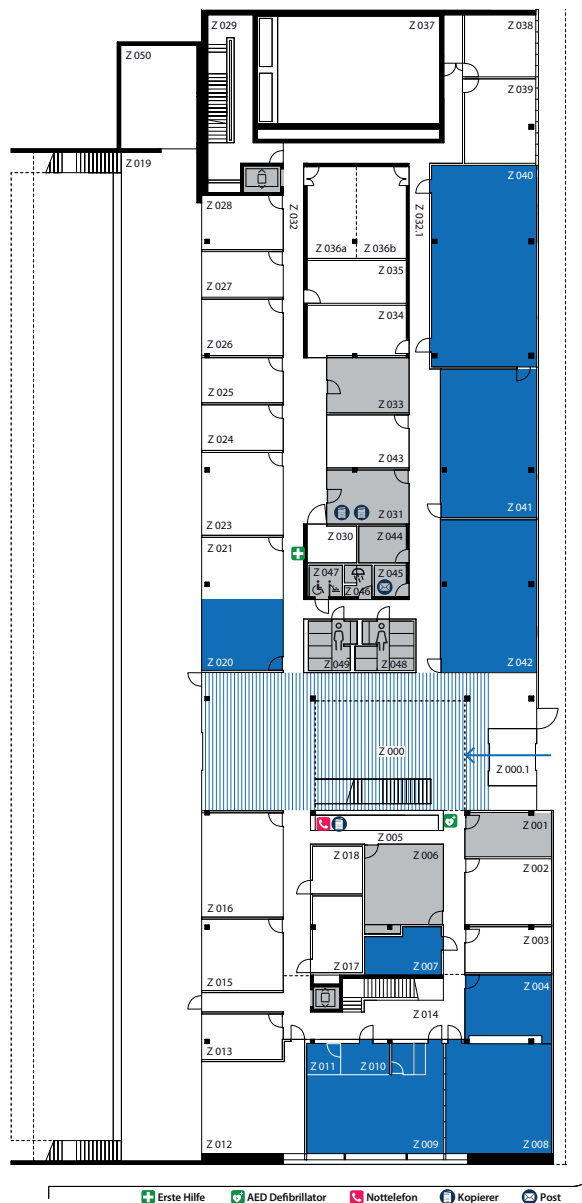 Z 029
Z 037
Z 038
Z 050
Z 039
Z 019
Z 040
Z 028
Z 032
Z 032.1
Z 036a
Z 036b
Z 035
Z 027
Z 034
Z 026
Z 025
Z 033
Z 024
Z 043
Z 023
Z 031
Z 041
Z 030
Z 044
Z 021
Z 047
Z 045
Z 046
Z 020
Z 049
Z 048
Z 042
Z 000
Z 000.1
Z 001
Z 005
Z 018
Z 006
Z 002
Z 016
Z 003
Z 017
Z 007
Z 015
Z 004
Z 014
Z 013
Z 011
Z 010
Z 012
Z 009
Z 008
Erste Hilfe
AED Defibrillator
Nottelefon
Kopierer
Post